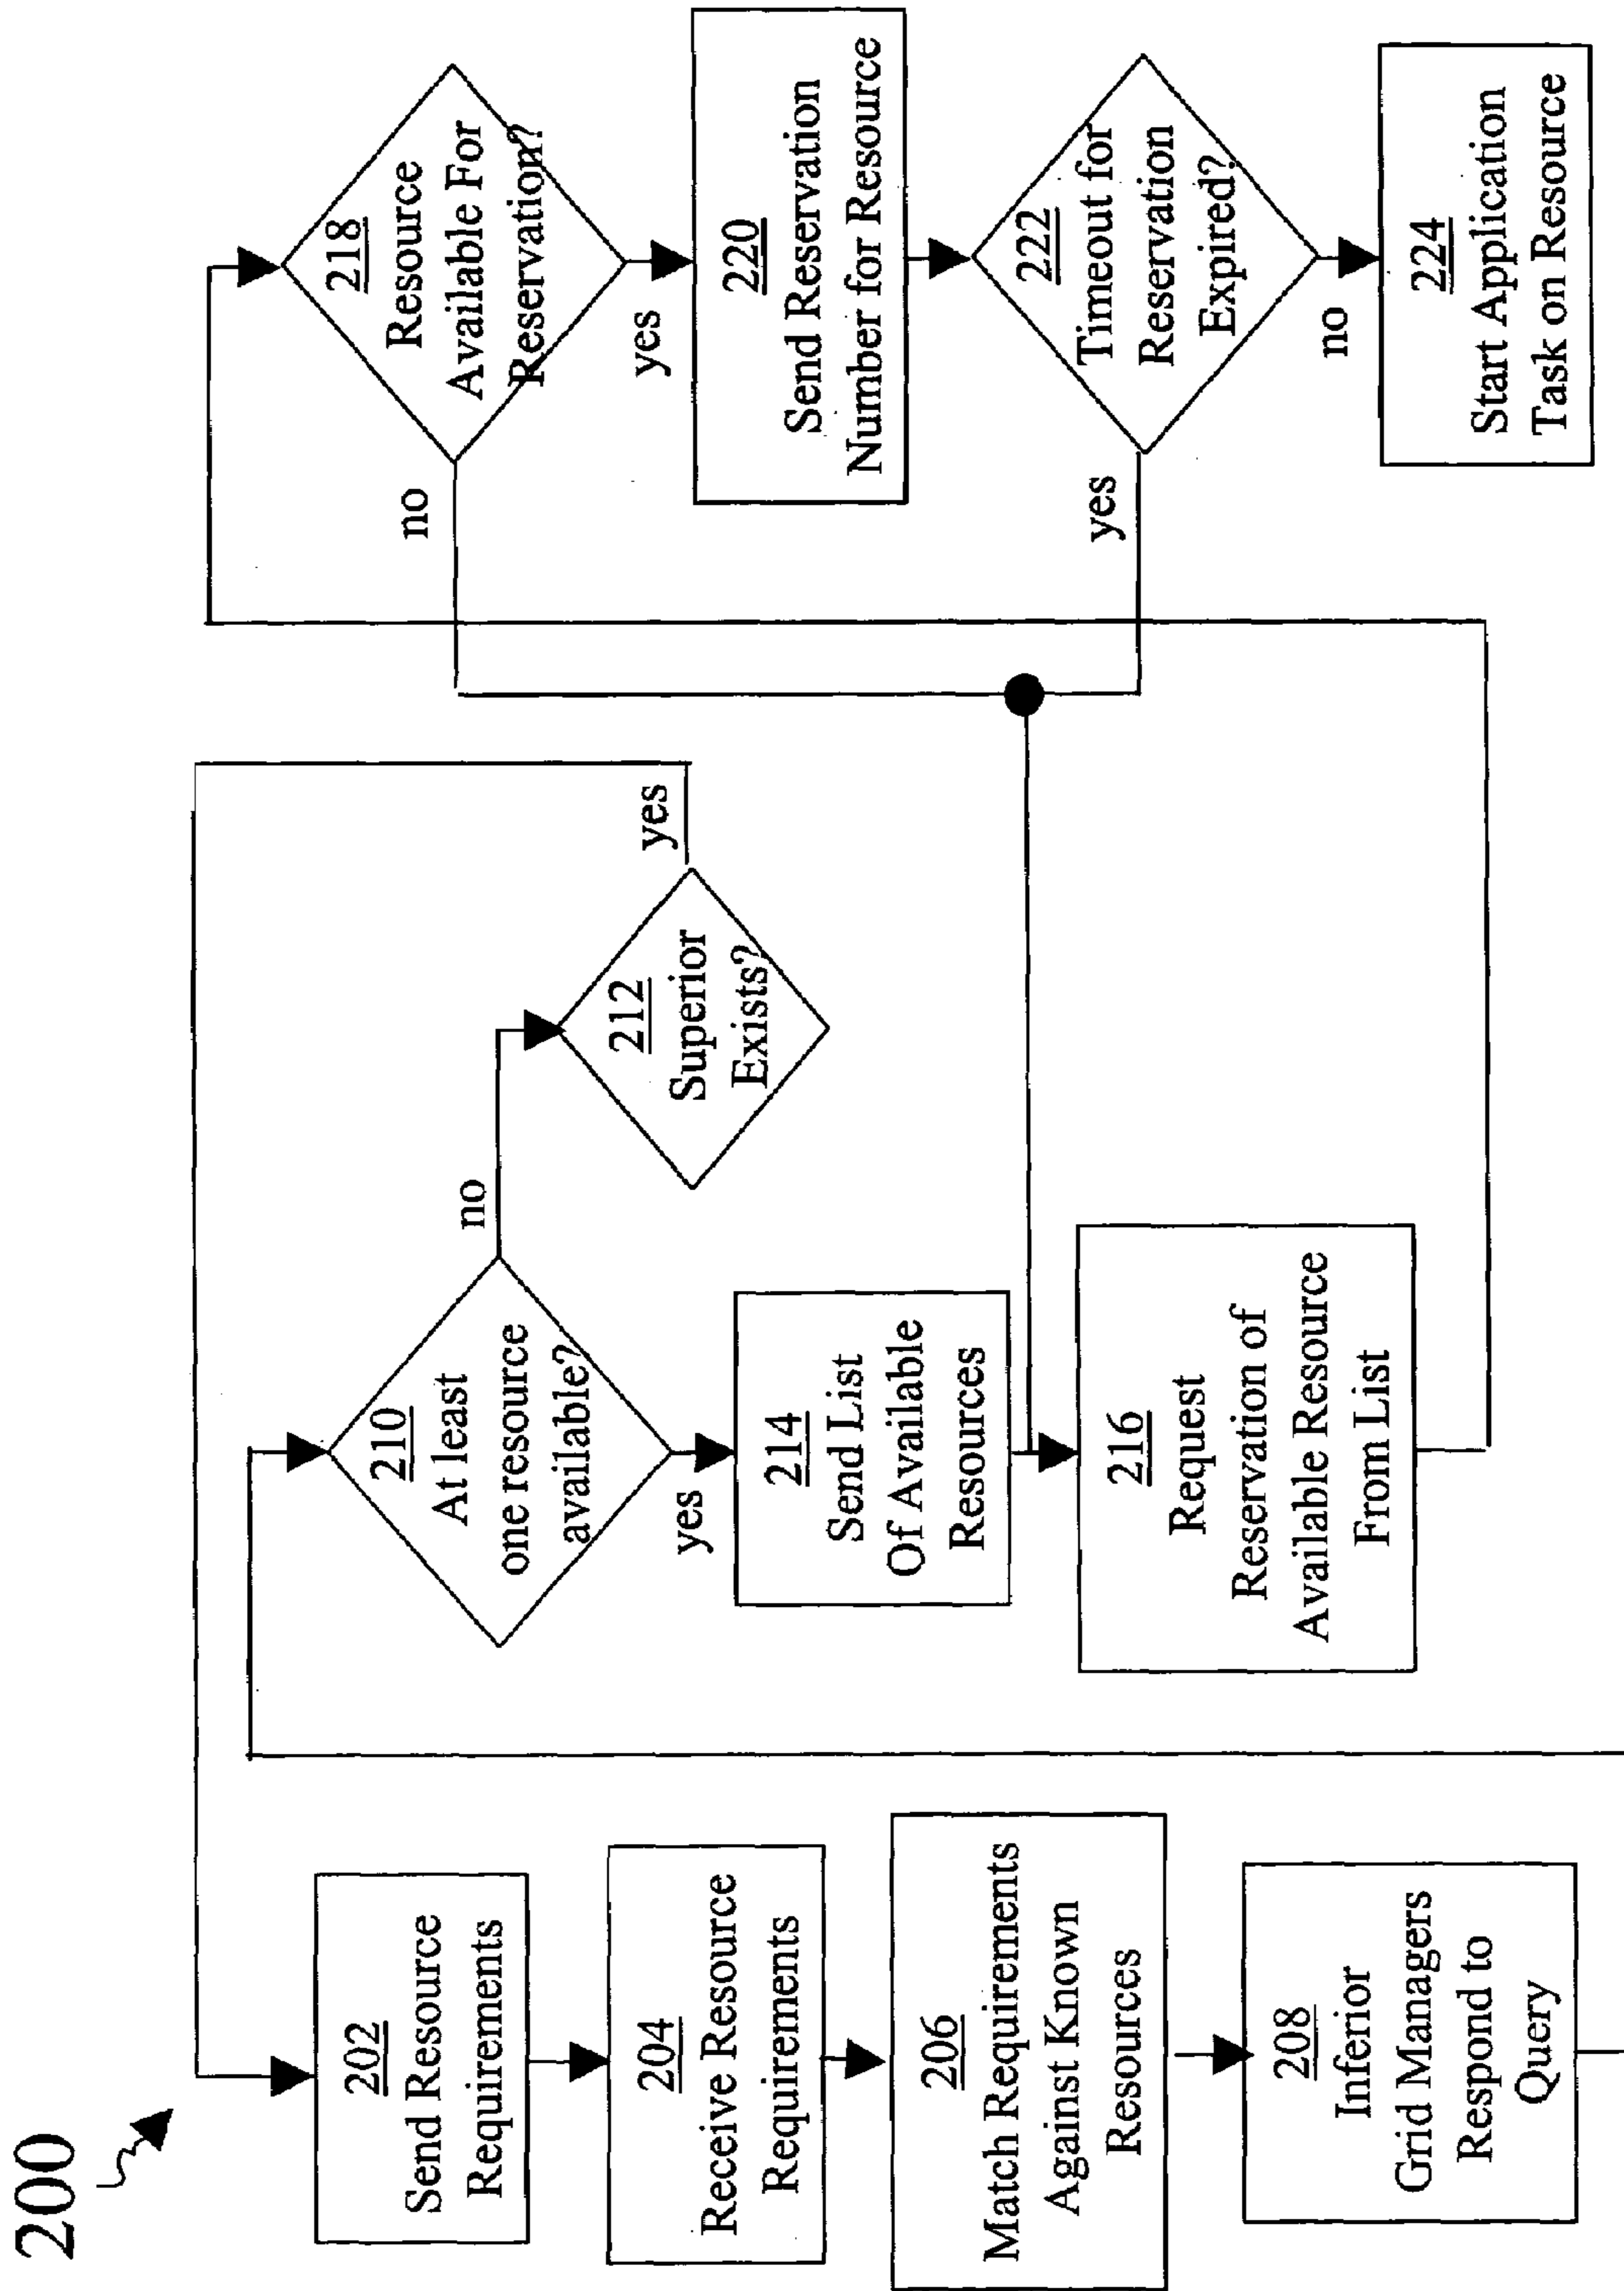 200
202
Send Resource
Requirements
204
Receive Resource
Requirements
206
Match Requirements
Against Known
Resources
208
Inferior
Grid Managers
Respond to
Query
210
At least
one resource
available?
no
yes
212
Superior
Exists?
yes
214
Send List
Of Available
Resources
216
Request
Reservation of
Available Resource
From List
218
Resource
Available For
Reservation?
no
yes
220
Send Reservation
Number for Resource
222
Timeout for
Reservation
Expired?
yes
no
224
Start Application
Task on Resource